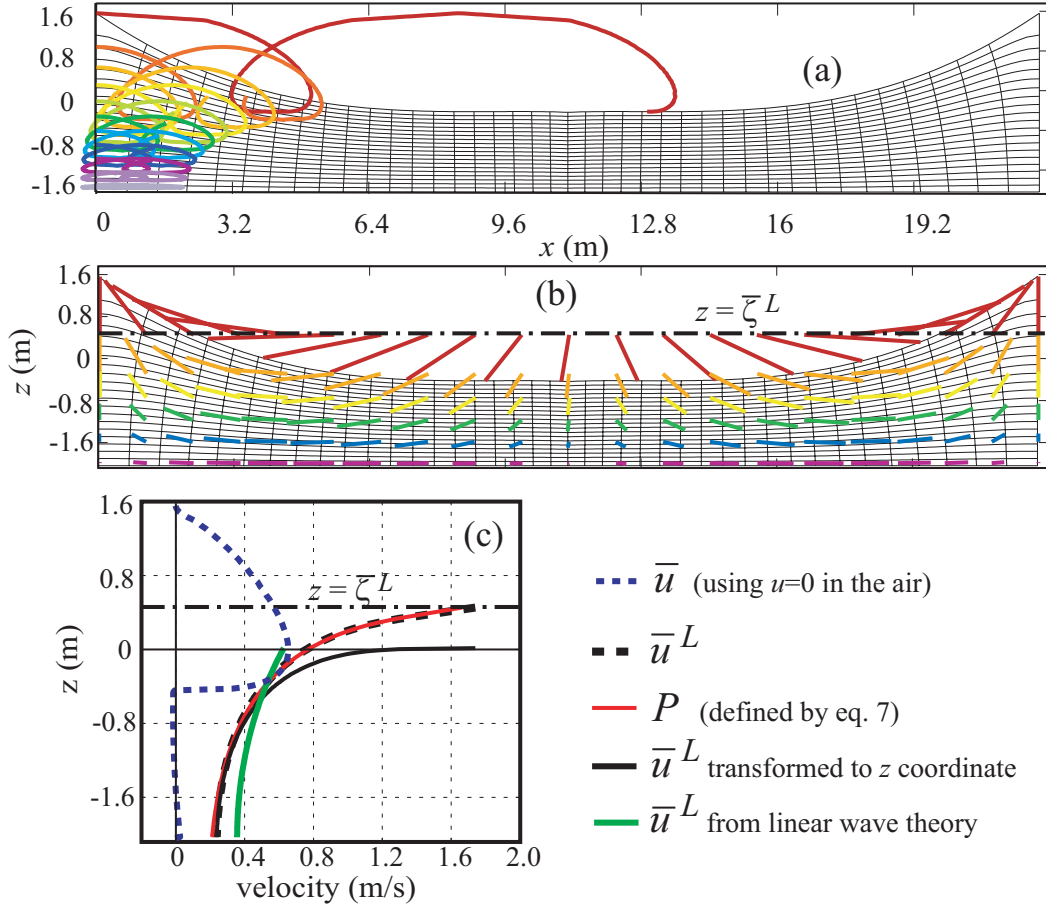 1.6
0.8
0
-0.8
-1.6
(a)
0 3.2 6.4 9.6 12.8 16 19.2
x (m)
1.6
0.8
0
-0.8
-1.6
z (m)
(b)
z = ζ̅ᴸ
1.6
0.8
0
-0.8
-1.6
z (m)
(c)
z = ζ̅ᴸ
0 0.4 0.8 1.2 1.6 2.0
velocity (m/s)
u̅ (using u=0 in the air)
u̅ᴸ
P (defined by eq. 7)
u̅ᴸ transformed to z coordinate
u̅ᴸ from linear wave theory